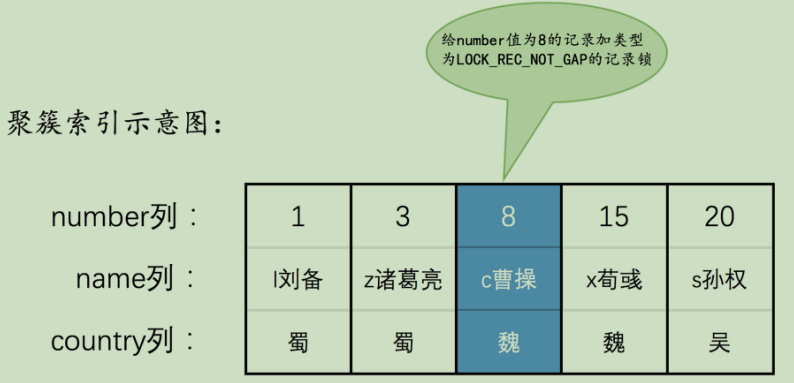 给number值为8的记录加类型
为LOCK_REC_NOT_GAP的记录锁
聚簇索引示意图：
number列： 1 3 8 15 20
name列： l刘备 z诸葛亮 c曹操 x荀彧 s孙权
country列： 蜀 蜀 魏 魏 吴